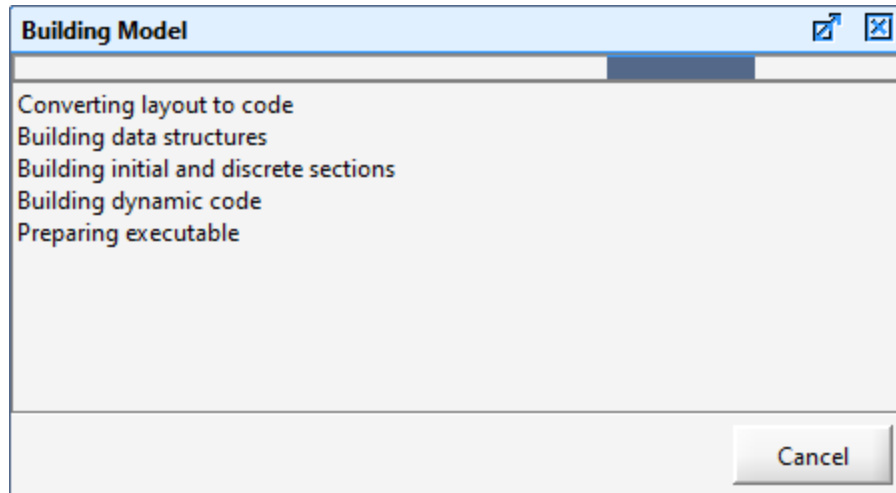 Building Model
Converting layout to code
Building data structures
Building initial and discrete sections
Building dynamic code
Preparing executable
Cancel